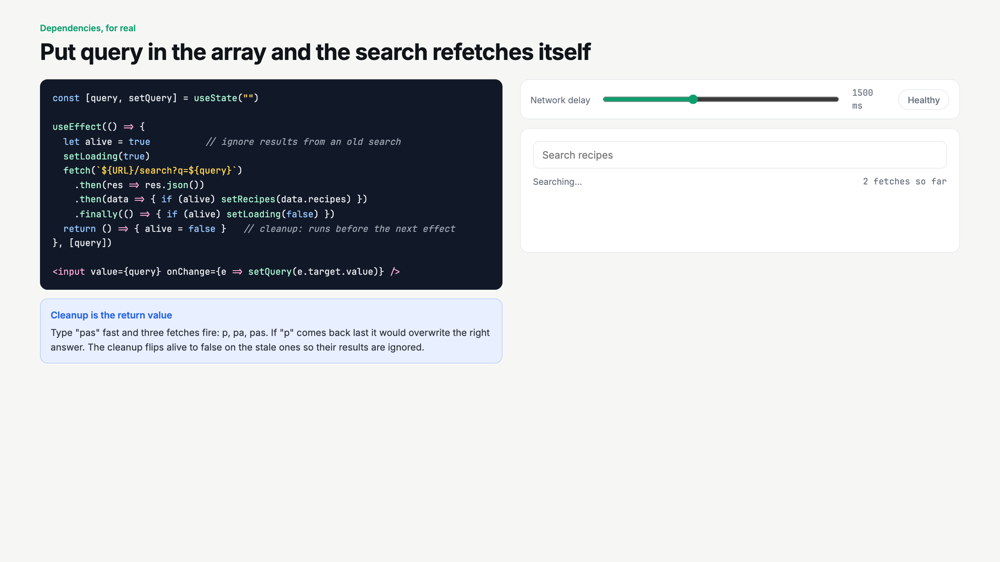 Dependencies, for real
Put query in the array and the search refetches itself
const [query, setQuery] = useState("")
useEffect(() => {
  let alive = true          // ignore results from an old search
  setLoading(true)
  fetch(`${URL}/search?q=${query}`)
    .then(res => res.json())
    .then(data => { if (alive) setRecipes(data.recipes) })
    .finally(() => { if (alive) setLoading(false) })
  return () => { alive = false }   // cleanup: runs before the next effect
}, [query])
<input value={query} onChange={e => setQuery(e.target.value)} />
Cleanup is the return value
Type "pas" fast and three fetches fire: p, pa, pas. If "p" comes back last it would overwrite the right
answer. The cleanup flips alive to false on the stale ones so their results are ignored.
Network delay
1500
ms
Healthy
Search recipes
Searching...
2 fetches so far